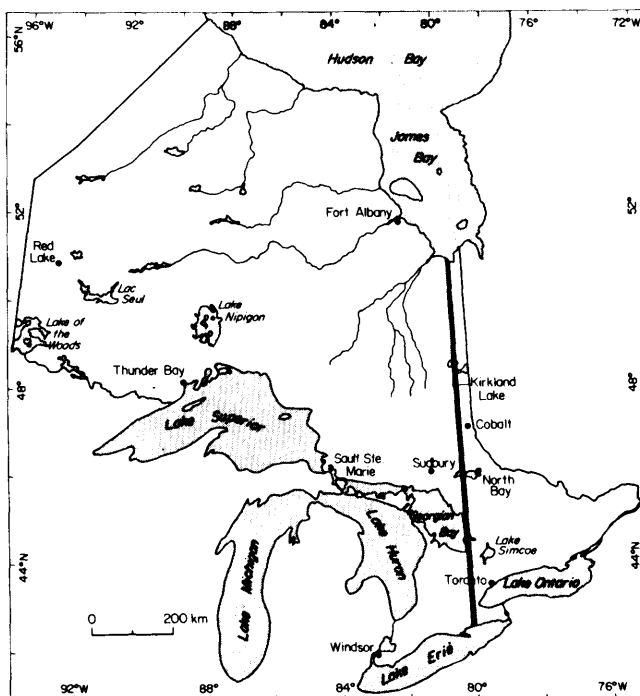 96°W
92°
88°
84°
80°
76°
72°W
56°N
Hudson Bay
James
Bay
52°
Fort Albany
52°
Red
Lake
Lac
Seul
Lake
Nipigon
Lake of
the
Woods
Thunder Bay
48°
Kirkland
Lake
48°
Lake Superior
Cobalt
Sault Ste.
Marie
Sudbury
North
Bay
Georgian
Bay
Lake
Simcoe
44°N
Lake Michigan
Lake Huron
Toronto
Lake Ontario
44°N
0 200 km
Windsor
Lake Erie
92°W
88°
84°
80°
76°W